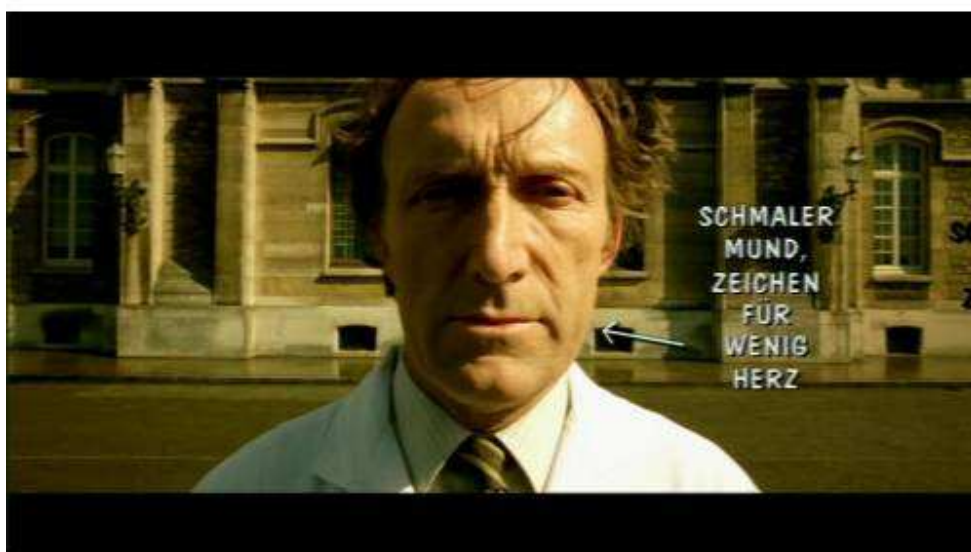 SCHMALER
MUND,
ZEICHEN
FÜR
WENIG
HERZ